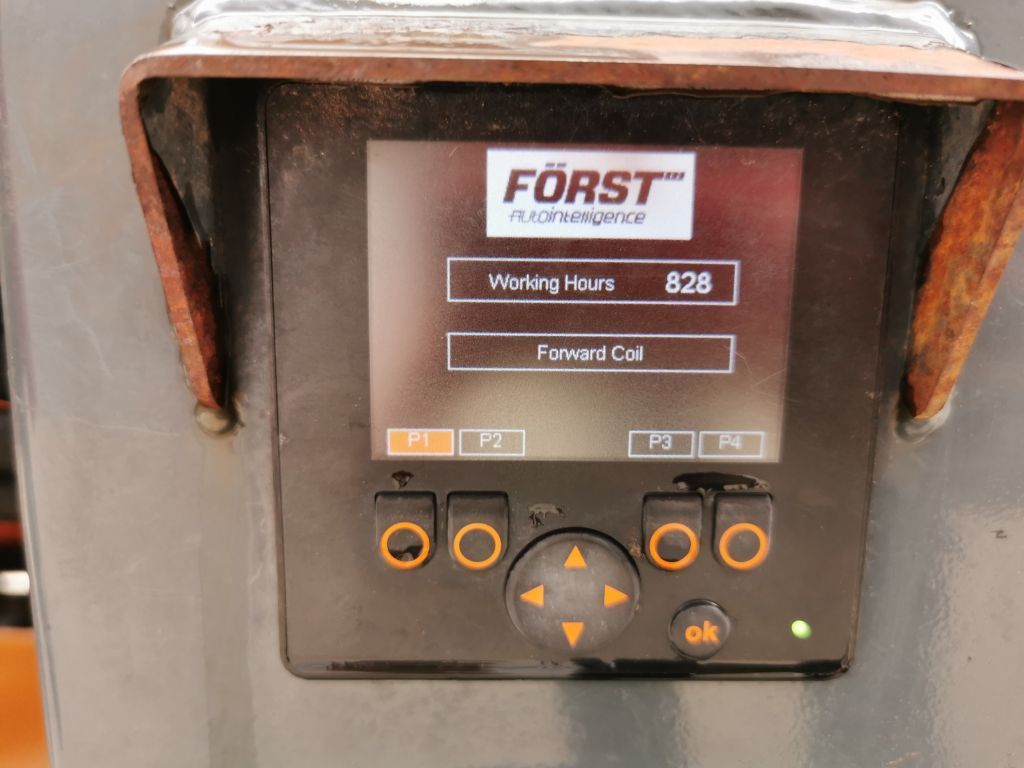 FÖRST
AutoIntelligence
Working Hours 828
Forward Coil
P1 P2 P3 P4
ok